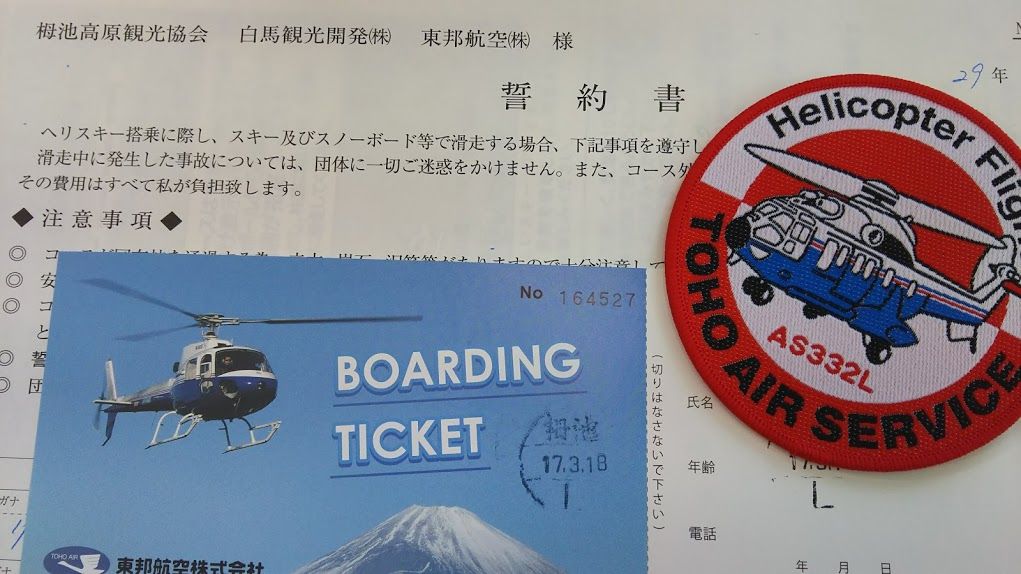 栂池高原観光協会 白馬観光開発㈱ 東邦航空㈱ 様
29年
誓約書
ヘリスキー搭乗に際し、スキー及びスノーボード等で滑走する場合、下記事項を遵守し
滑走中に発生した事故については、団体に一切ご迷惑をかけません。また、コース外
その費用はすべて私が負担致します。
◆注意事項◆
◎ コ
◎ 安
◎ コ
と
◎ 誓
◎ 団
No 164527
BOARDING
TICKET
栂池
17.3.18
(切りはなさないで下さい)
TOHO AIR
東邦航空株式会社
Helicopter Flight
AS332L
TOHO AIR SERVICE
氏名
年齢
電話
年 月 日